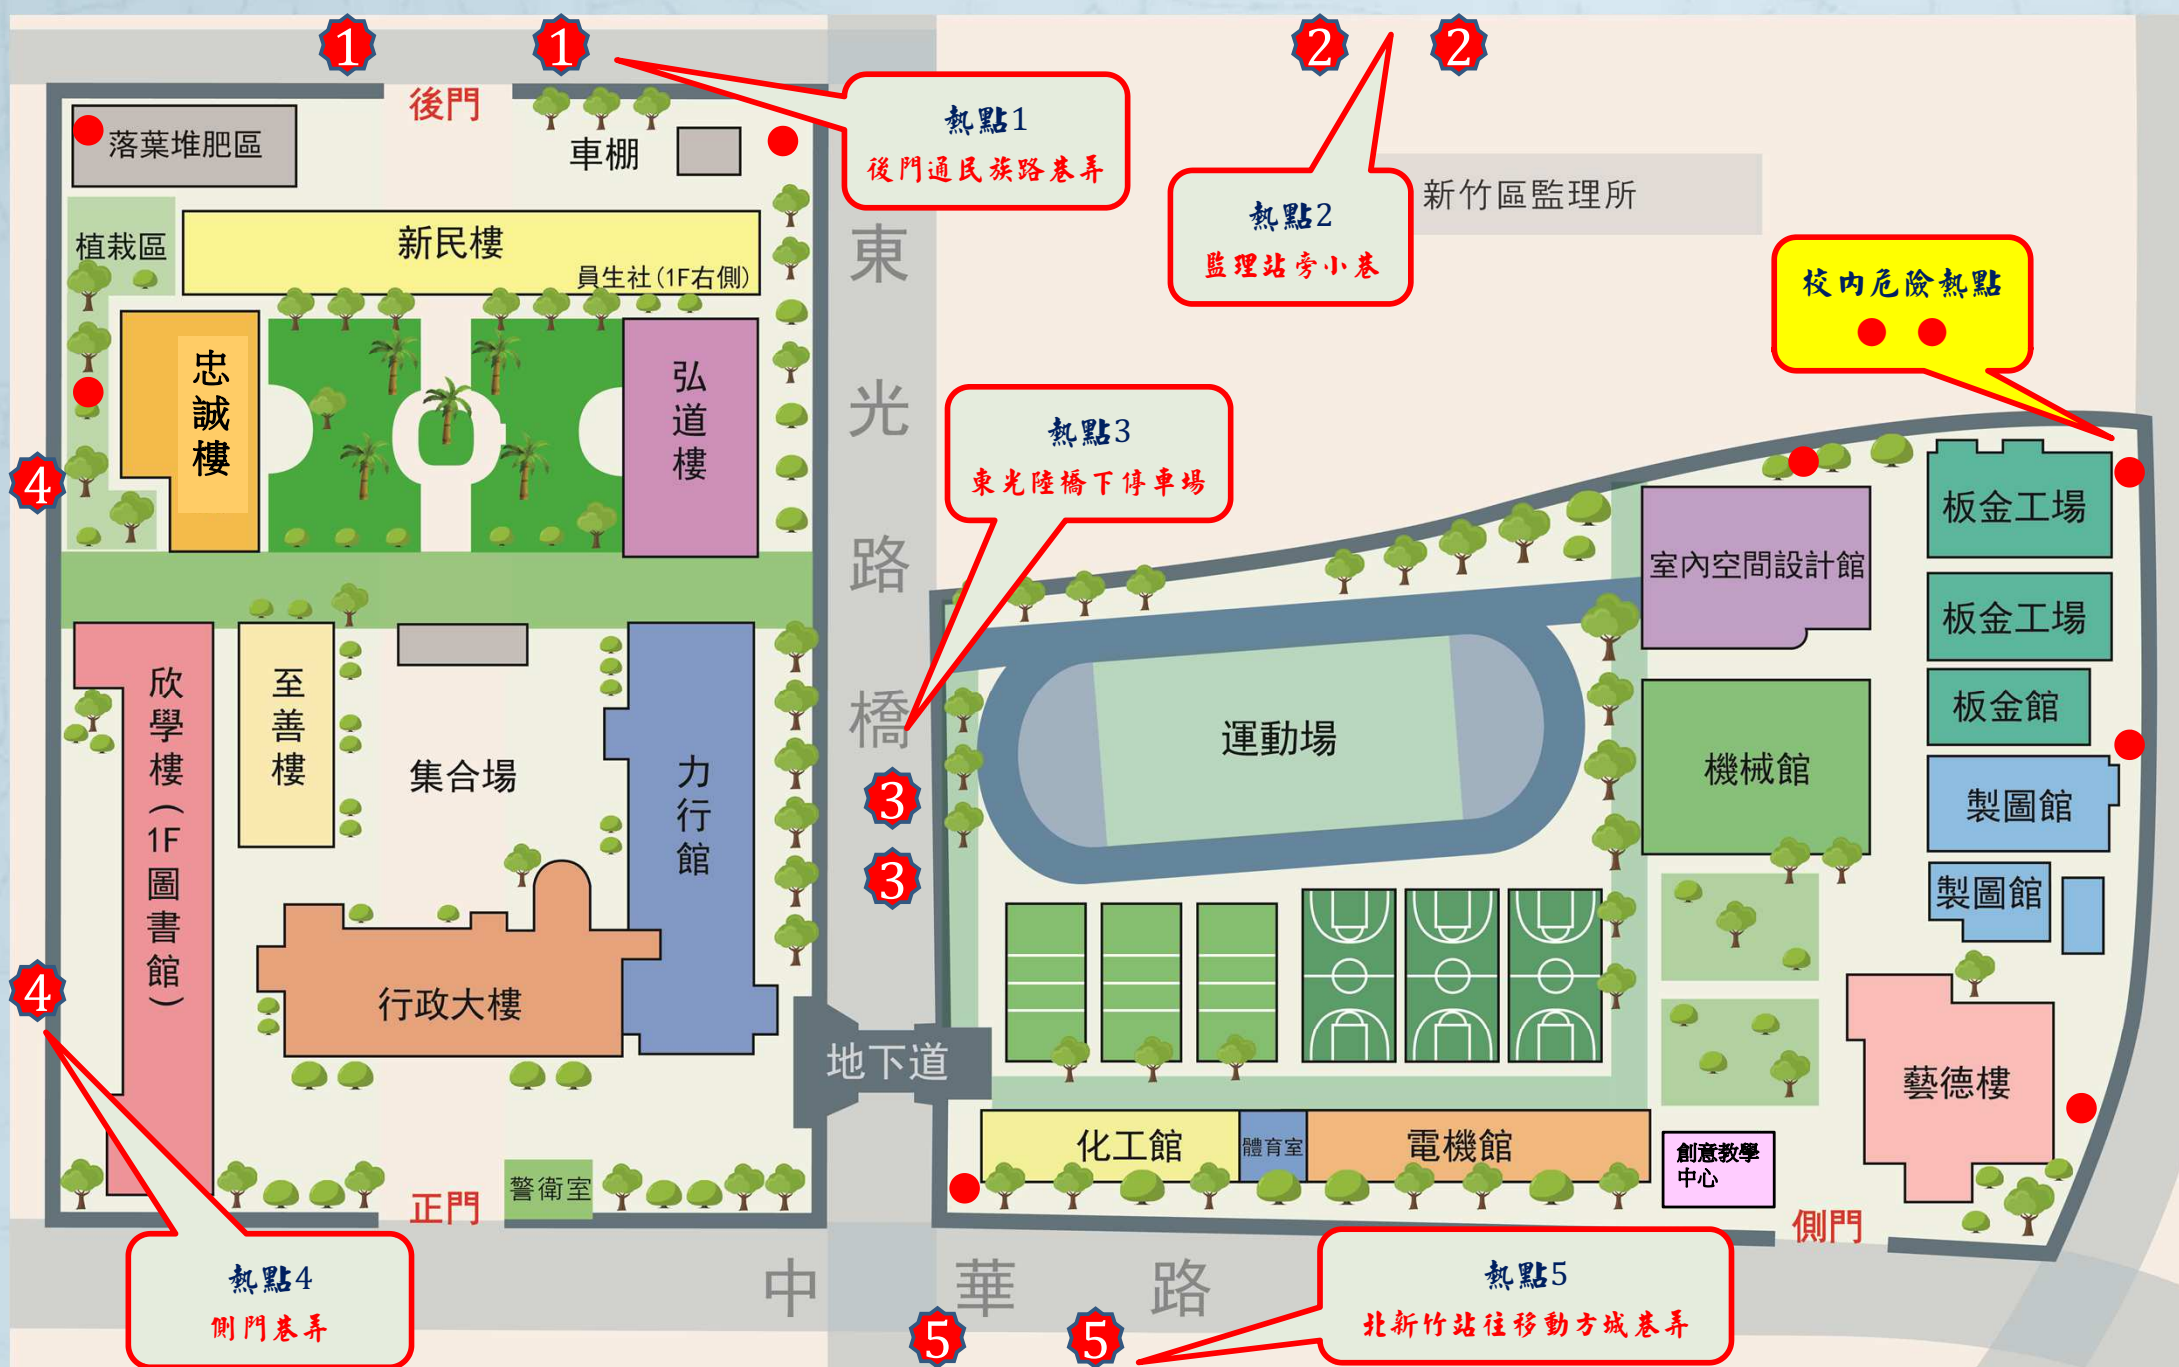 1
1
2
2
後門
熱點1
後門通民族路巷弄
落葉堆肥區
車棚
熱點2
監理站旁小巷
新竹區監理所
植栽區
新民樓
員生社(1F右側)
校內危險熱點
忠誠樓
弘道樓
東光路橋
熱點3
東光陸橋下停車場
4
板金工場
室內空間設計館
板金工場
板金館
欣學樓(1F圖書館)
至善樓
集合場
力行館
運動場
機械館
製圖館
3
3
製圖館
4
行政大樓
地下道
藝德樓
化工館
體育室
電機館
創意教學
中心
警衛室
正門
側門
熱點4
側門巷弄
中華路
熱點5
北新竹站往移動方城巷弄
5
5